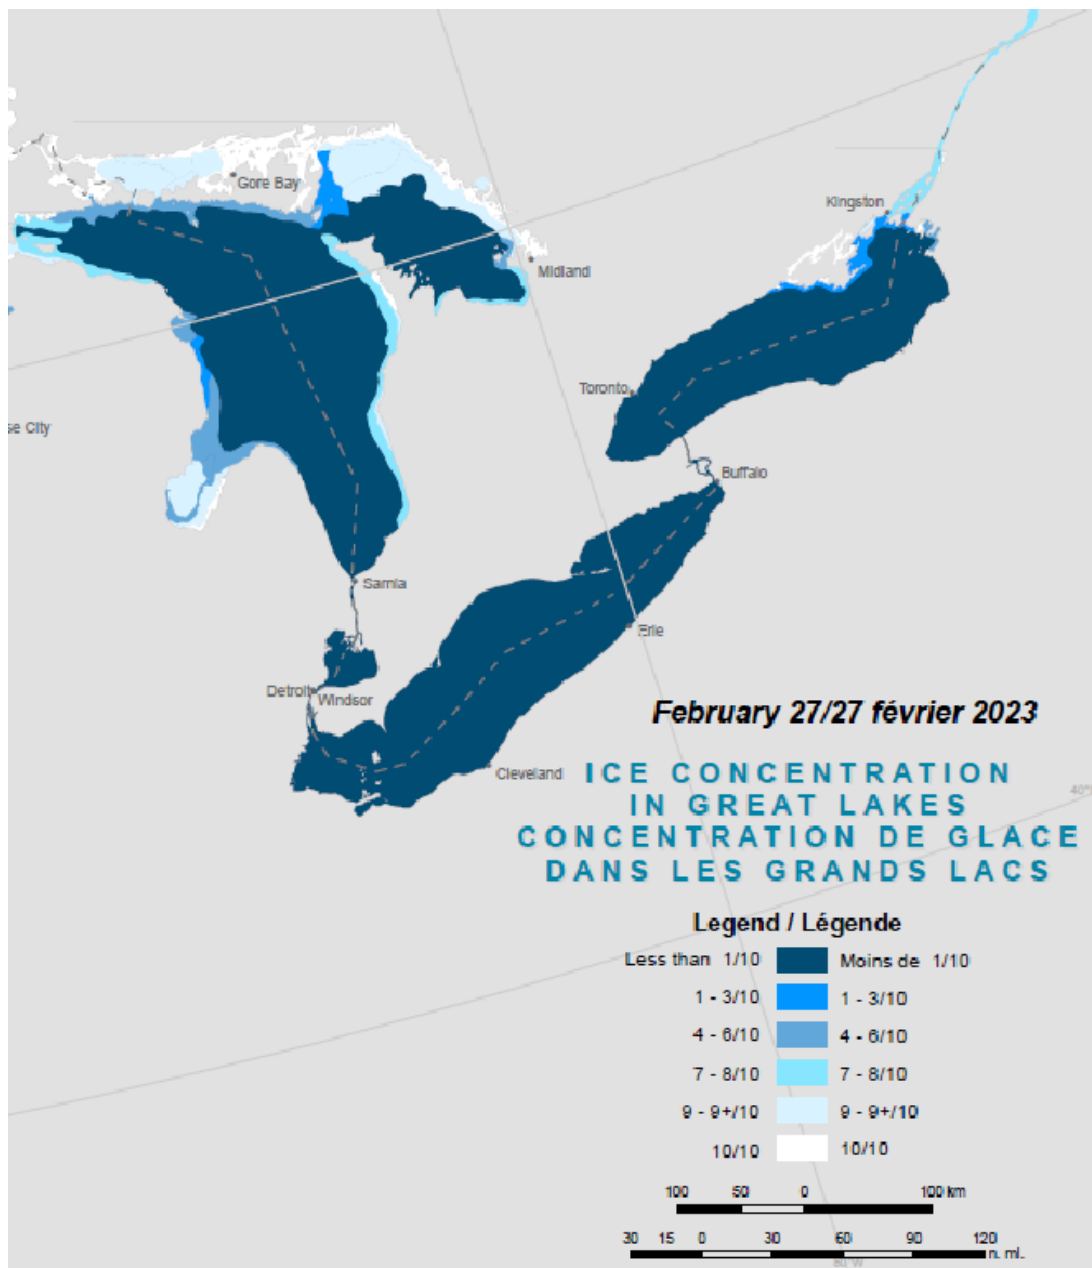 Gore Bay
Kingston
Midland
Toronto
se City
Buffalo
Sarnia
Erie
Detroit
Windsor
February 27/27 février 2023
Cleveland
ICE CONCENTRATION
IN GREAT LAKES
CONCENTRATION DE GLACE
DANS LES GRANDS LACS
40°
Legend / Légende
Less than 1/10 Moins de 1/10
1 - 3/10 1 - 3/10
4 - 6/10 4 - 6/10
7 - 8/10 7 - 8/10
9 - 9+/10 9 - 9+/10
10/10 10/10
100 50 0 100 km
30 15 0 30 60 90 120
n. mi.
80° W